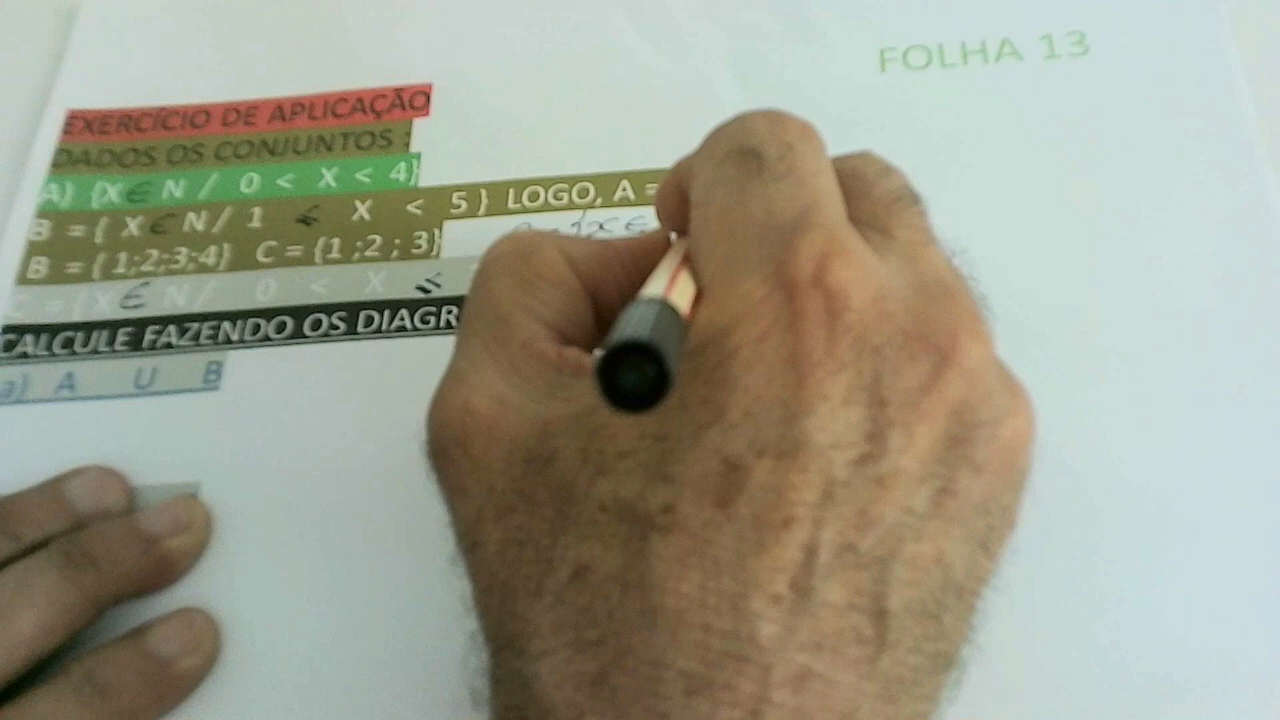 FOLHA 13
EXERCÍCIO DE APLICAÇÃO
DADOS OS CONJUNTOS :
A) {X ∈ N / 0 < X < 4}
B = { X ∈ N / 1 ≤ X < 5 } LOGO, A =
B = { 1;2;3;4} C = {1 ;2 ; 3}
C = {X ∈ N / 0 < X ≤
CALCULE FAZENDO OS DIAGR
a) A U B